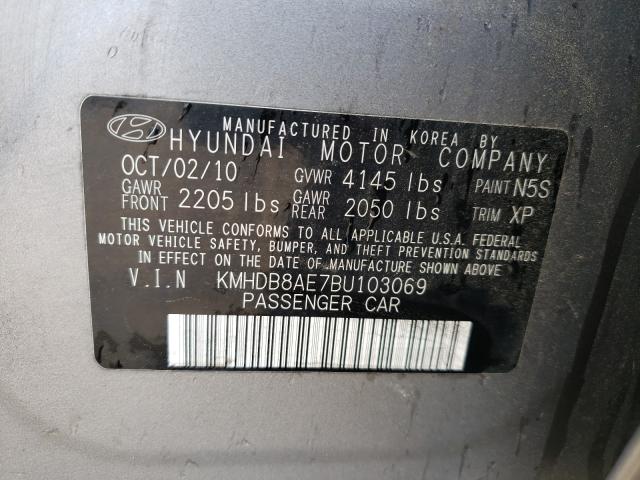 MANUFACTURED IN KOREA BY
HYUNDAI MOTOR COMPANY
OCT/02/10 GVWR 4145 lbs PAINT N5S
GAWR FRONT 2205 lbs GAWR REAR 2050 lbs TRIM XP
THIS VEHICLE CONFORMS TO ALL APPLICABLE U.S.A. FEDERAL
MOTOR VEHICLE SAFETY, BUMPER, AND THEFT PREVENTION STANDARDS
IN EFFECT ON THE DATE OF MANUFACTURE SHOWN ABOVE
V.I.N KMHDB8AE7BU103069
PASSENGER CAR